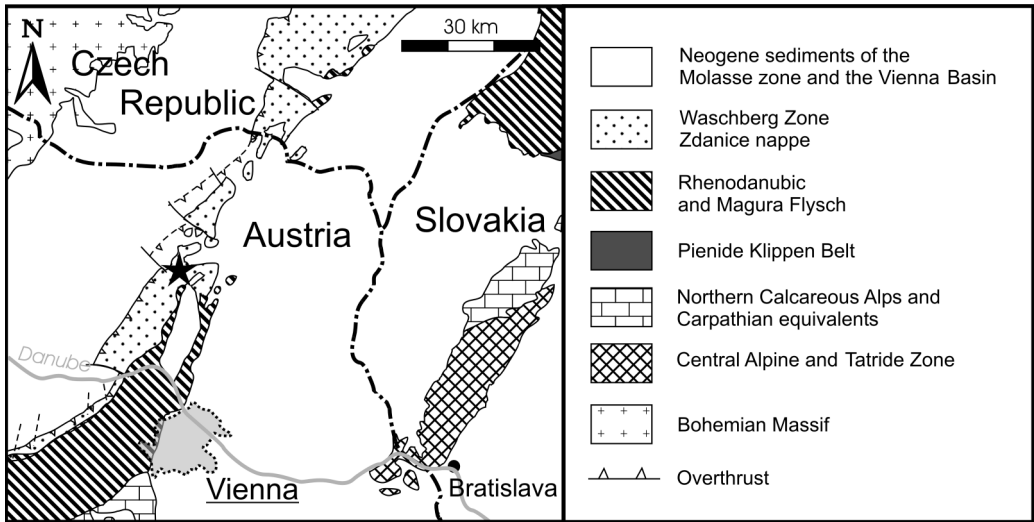 N
30 km
Czech
Republic
Austria
Slovakia
Danube
Vienna
Bratislava
Neogene sediments of the
Molasse zone and the Vienna Basin
Waschberg Zone
Zdanice nappe
Rhenodanubic
and Magura Flysch
Pienide Klippen Belt
Northern Calcareous Alps and
Carpathian equivalents
Central Alpine and Tatride Zone
Bohemian Massif
Overthrust